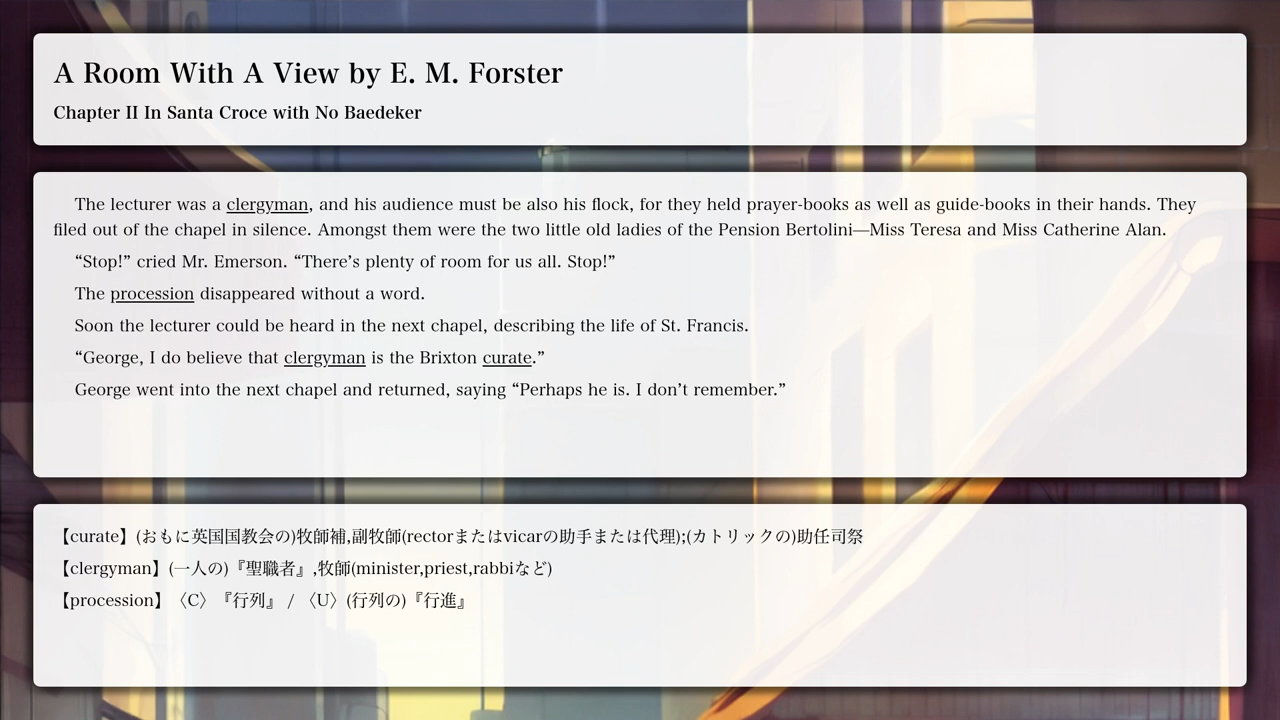 A Room With A View by E. M. Forster
Chapter II In Santa Croce with No Baedeker
The lecturer was a clergyman, and his audience must be also his flock, for they held prayer-books as well as guide-books in their hands. They
filed out of the chapel in silence. Amongst them were the two little old ladies of the Pension Bertolini—Miss Teresa and Miss Catherine Alan.
“Stop!” cried Mr. Emerson. “There’s plenty of room for us all. Stop!”
The procession disappeared without a word.
Soon the lecturer could be heard in the next chapel, describing the life of St. Francis.
“George, I do believe that clergyman is the Brixton curate.”
George went into the next chapel and returned, saying “Perhaps he is. I don’t remember.”
【curate】(おもに英国国教会の)牧師補,副牧師(rectorまたはvicarの助手または代理);(カトリックの)助任司祭
【clergyman】(一人の)『聖職者』,牧師(minister,priest,rabbiなど)
【procession】〈C〉『行列』 / 〈U〉(行列の)『行進』